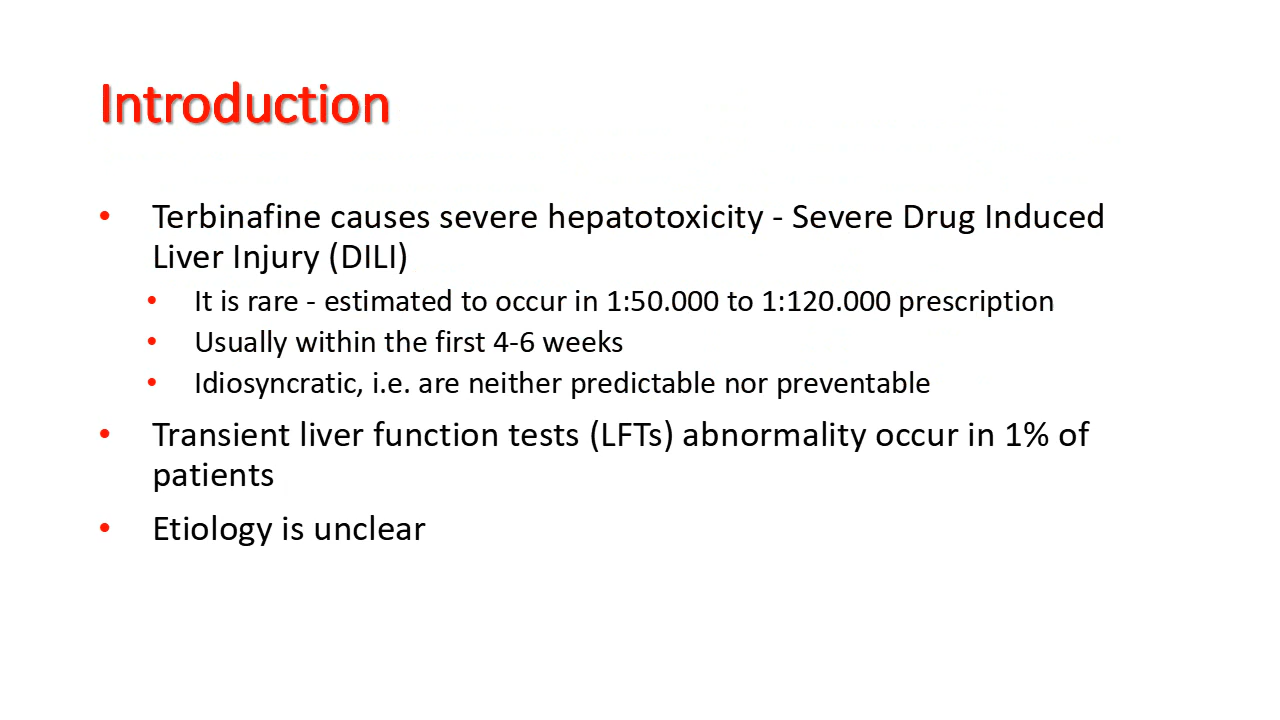 Introduction
• Terbinafine causes severe hepatotoxicity - Severe Drug Induced
Liver Injury (DILI)
• It is rare - estimated to occur in 1:50.000 to 1:120.000 prescription
• Usually within the first 4-6 weeks
• Idiosyncratic, i.e. are neither predictable nor preventable
• Transient liver function tests (LFTs) abnormality occur in 1% of
patients
• Etiology is unclear